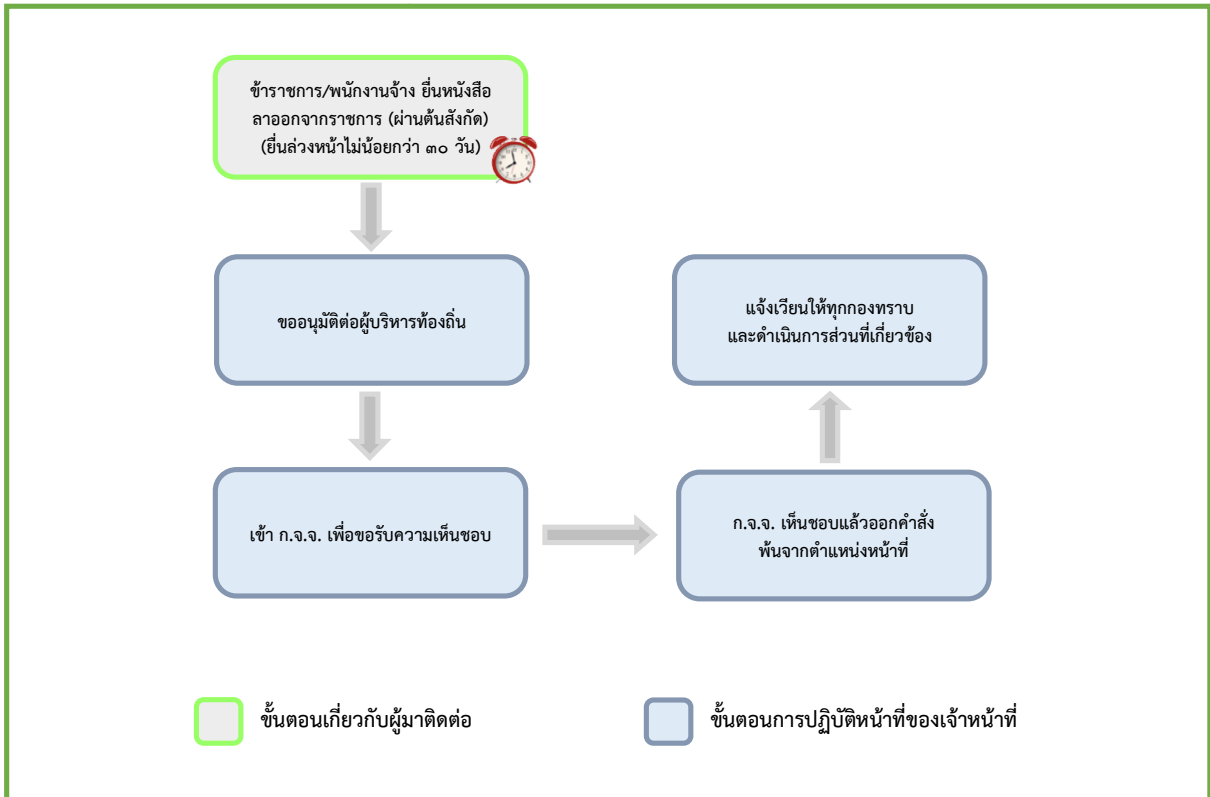 ข้าราชการ/พนักงานจ้าง ยื่นหนังสือ
ลาออกจากราชการ (ผ่านต้นสังกัด)
(ยื่นล่วงหน้าไม่น้อยกว่า ๓๐ วัน)
ขออนุมัติต่อผู้บริหารท้องถิ่น
เข้า ก.จ.จ. เพื่อขอรับความเห็นชอบ
ก.จ.จ. เห็นชอบแล้วออกคำสั่ง
พ้นจากตำแหน่งหน้าที่
แจ้งเวียนให้ทุกกองทราบ
และดำเนินการส่วนที่เกี่ยวข้อง
ขั้นตอนเกี่ยวกับผู้มาติดต่อ
ขั้นตอนการปฏิบัติหน้าที่ของเจ้าหน้าที่